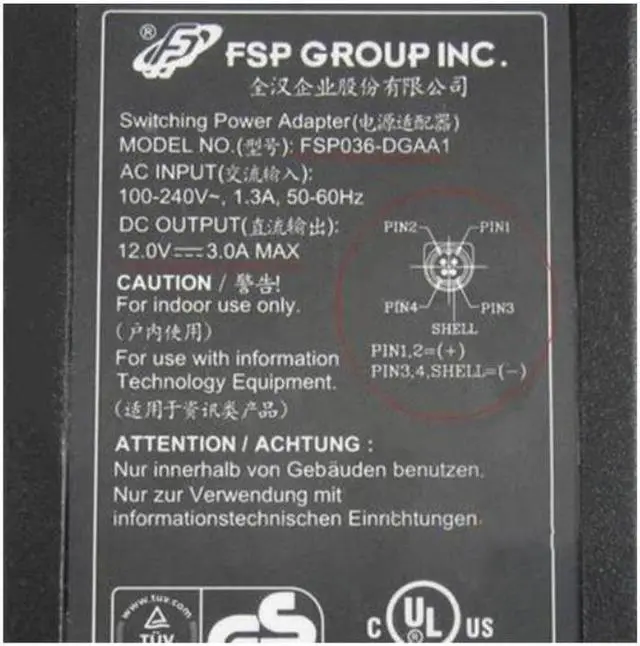 ® FSP GROUP INC.
全汉企业股份有限公司
Switching Power Adapter(电源适配器)
MODEL NO.(型号): FSP036-DGAA1
AC INPUT(交流输入):
100-240V~, 1.3A, 50-60Hz
DC OUTPUT(直流输出):
12.0V⎓3.0A MAX
PIN2 PIN1
PIN4 PIN3
SHELL
PIN1,2=(+)
PIN3,4,SHELL=(-)
CAUTION / 警告!
For indoor use only.
(户内使用)
For use with information
Technology Equipment.
(适用于资讯类产品)
ATTENTION / ACHTUNG :
Nur innerhalb von Gebäuden benutzen.
Nur zur Verwendung mit
informationstechnischen Einrichtungen.
www.tuv.com
TÜV
GS
C UL ® US